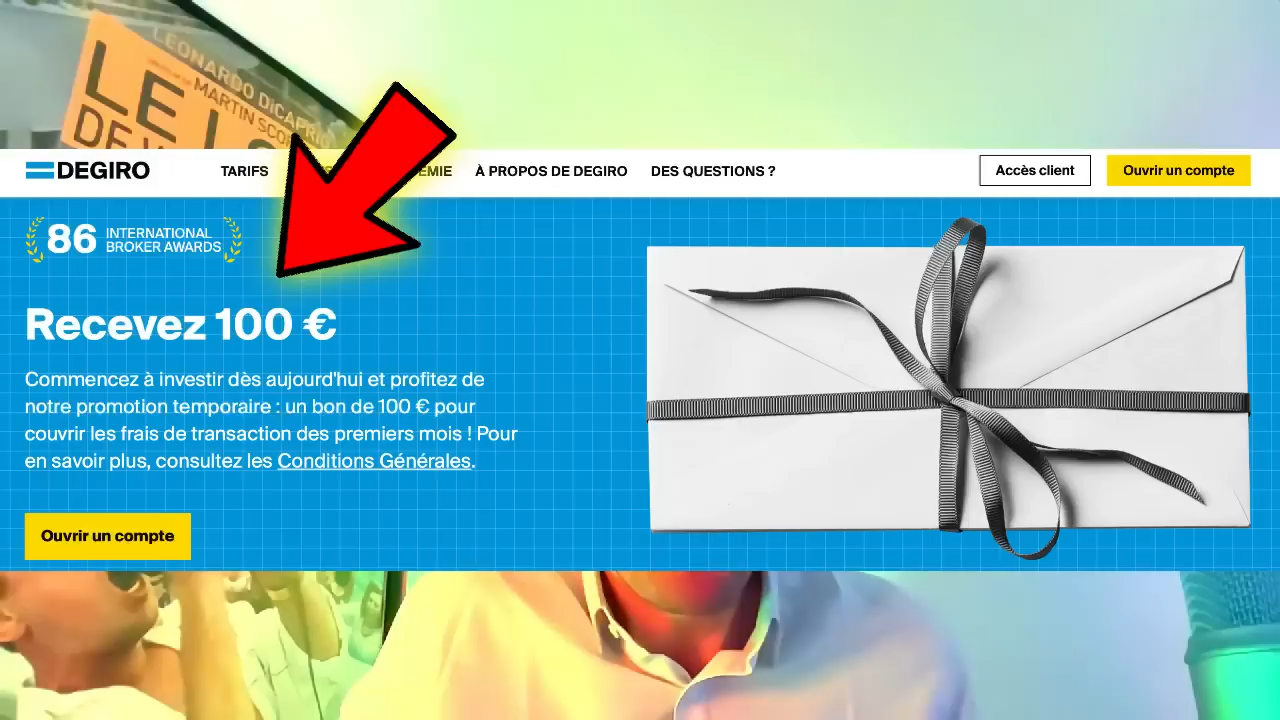 LEONARDO DiCAPRIO
MARTIN SCOR
LE L
DE
DEGIRO
TARIFS
À PROPOS DE DEGIRO
DES QUESTIONS ?
Accès client
Ouvrir un compte
86 INTERNATIONAL
BROKER AWARDS
Recevez 100 €
Commencez à investir dès aujourd'hui et profitez de
notre promotion temporaire : un bon de 100 € pour
couvrir les frais de transaction des premiers mois ! Pour
en savoir plus, consultez les Conditions Générales.
Ouvrir un compte